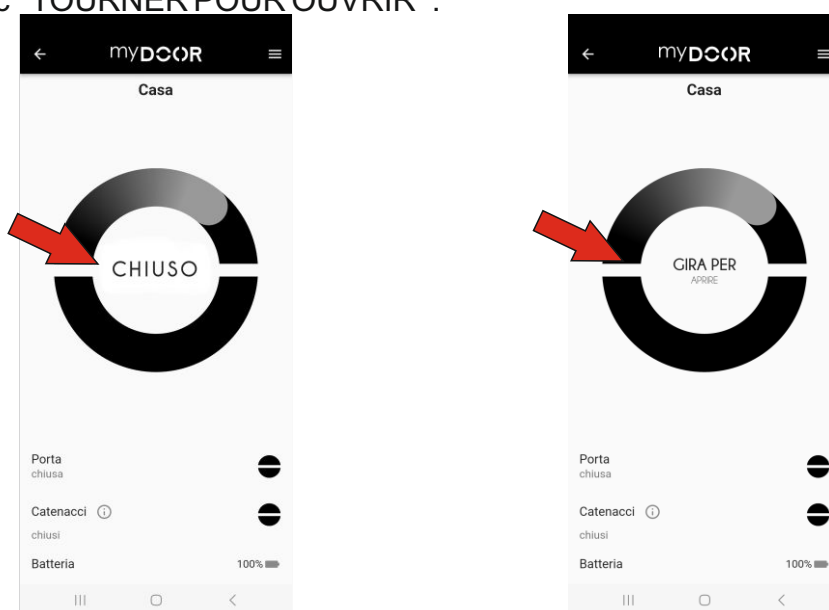 "TOURNER POUR OUVRIR".
myDOOR
Casa
CHIUSO
Porta
chiusa
Catenacci
chiusi
Batteria
100%
myDOOR
Casa
GIRA PER
APRIRE
Porta
chiusa
Catenacci
chiusi
Batteria
100%